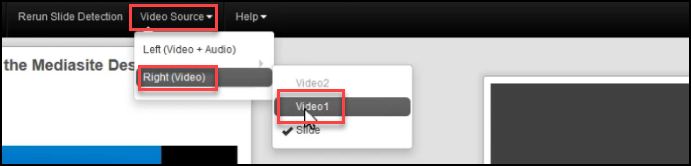 Rerun Slide Detection Video Source Help
Left (Video + Audio)
the Mediasite Des
Right (Video)
Video2
Video1
Slide